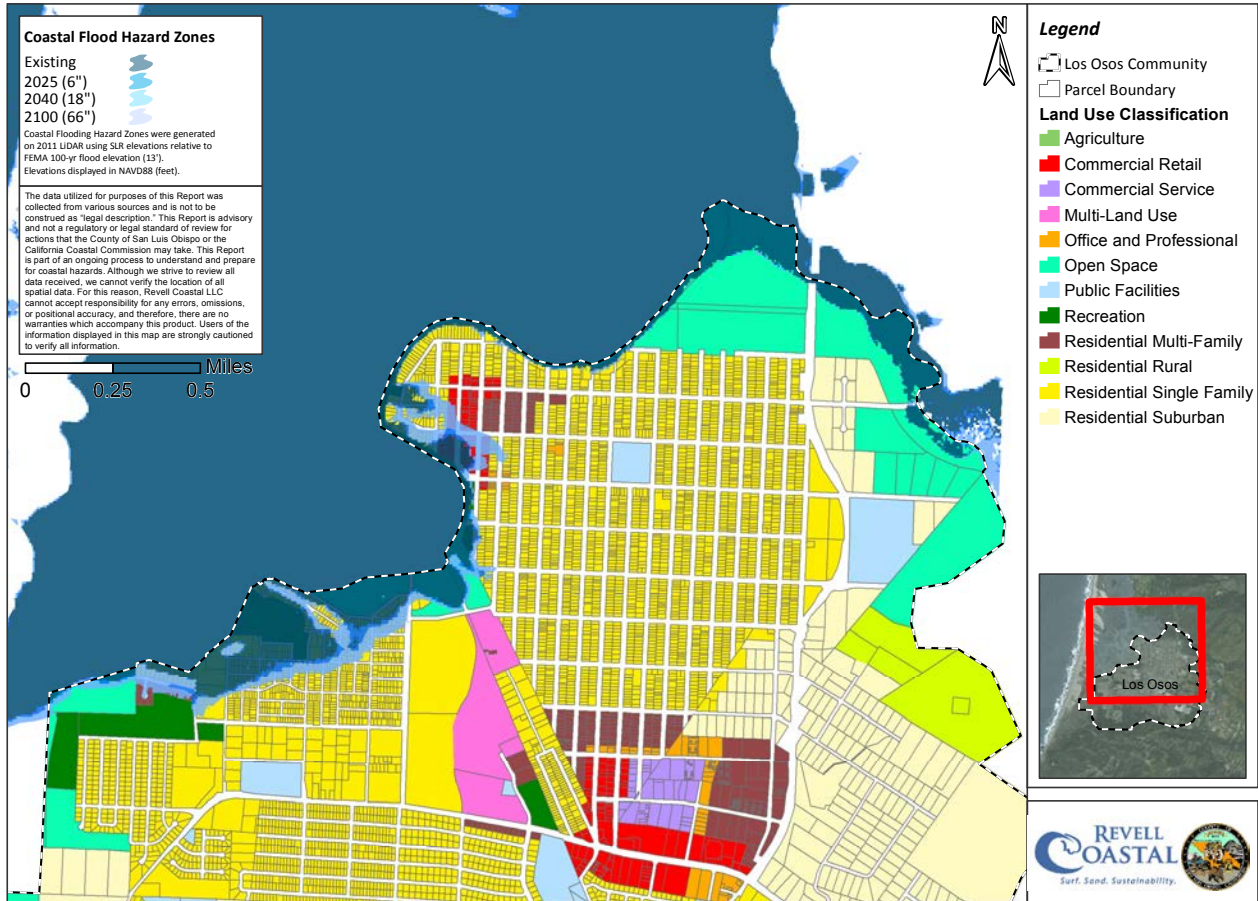 Coastal Flood Hazard Zones
Existing
2025 (6")
2040 (18")
2100 (66")
Coastal Flooding Hazard Zones were generated
on 2011 LiDAR using SLR elevations relative to
FEMA 100-yr flood elevation (13').
Elevations displayed in NAVD88 (feet).
The data utilized for purposes of this Report was
collected from various sources and is not to be
construed as "legal description." This Report is advisory
and not a regulatory or legal standard of review for
actions that the County of San Luis Obispo or the
California Coastal Commission may take. This Report
is part of an ongoing process to understand and prepare
for coastal hazards. Although we strive to review all
data received, we cannot verify the location of all
spatial data. For this reason, Revell Coastal LLC
cannot accept responsibility for any errors, omissions,
or positional accuracy, and therefore, there are no
warranties which accompany this product. Users of the
information displayed in this map are strongly cautioned
to verify all information.
Miles
0 0.25 0.5
N
Legend
Los Osos Community
Parcel Boundary
Land Use Classification
Agriculture
Commercial Retail
Commercial Service
Multi-Land Use
Office and Professional
Open Space
Public Facilities
Recreation
Residential Multi-Family
Residential Rural
Residential Single Family
Residential Suburban
Los Osos
REVELL
COASTAL
Surf. Sand. Sustainability.